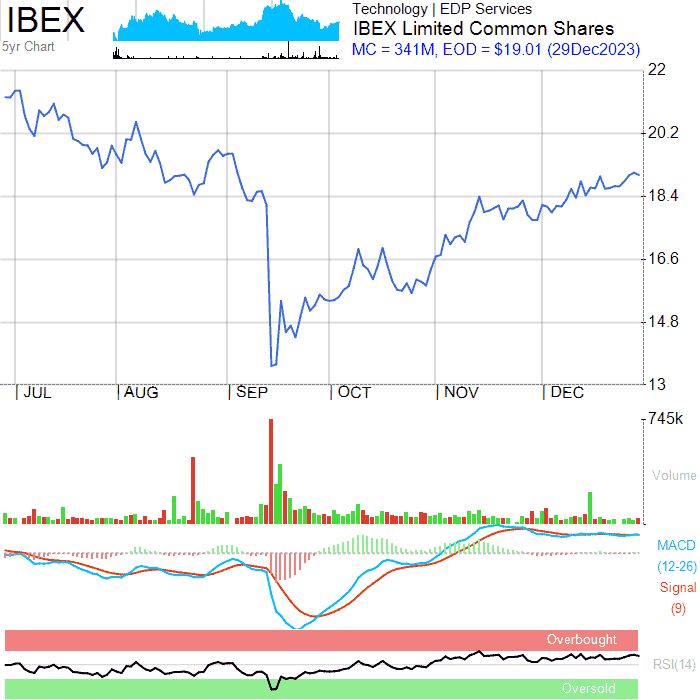 IBEX
5yr Chart
Technology | EDP Services
IBEX Limited Common Shares
MC = 341M, EOD = $19.01 (29Dec2023)
22
20.2
18.4
16.6
14.8
13
JUL AUG SEP OCT NOV DEC
745k
Volume
MACD
(12-26)
Signal
(9)
Overbought
RSI(14)
Oversold